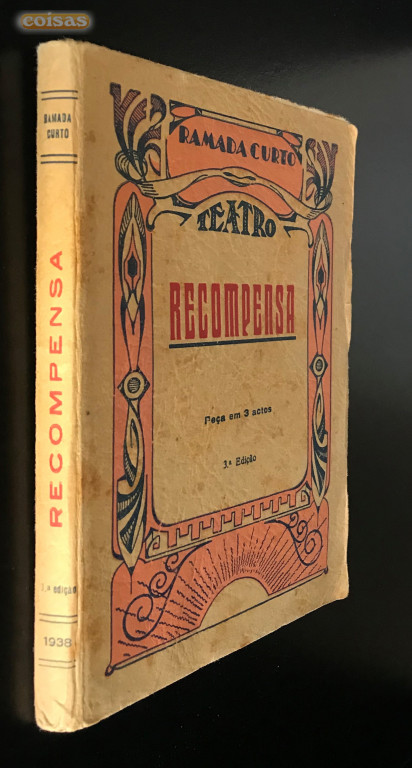 coisas
RAMADA
CURTO
RECOMPENSA
1938
RAMADA CURTO
TEATRO
RECOMPENSA
Peça em 3 actos
3.ª Edição